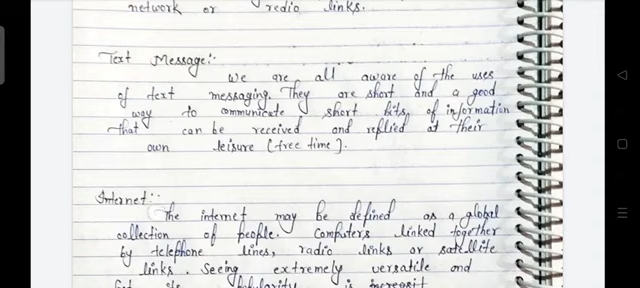 network or redio links.
Text Message:-
We are all aware of the uses
of text messaging. They are short and a good
way to communicate short bits of information
that can be received and replied at their
own leisure (free time).
Internet:-
The internet may be defined as a global
collection of people. Computers linked together
by telephone lines, radio links or satellite
links. Seeing extremely versatile and
is increasit